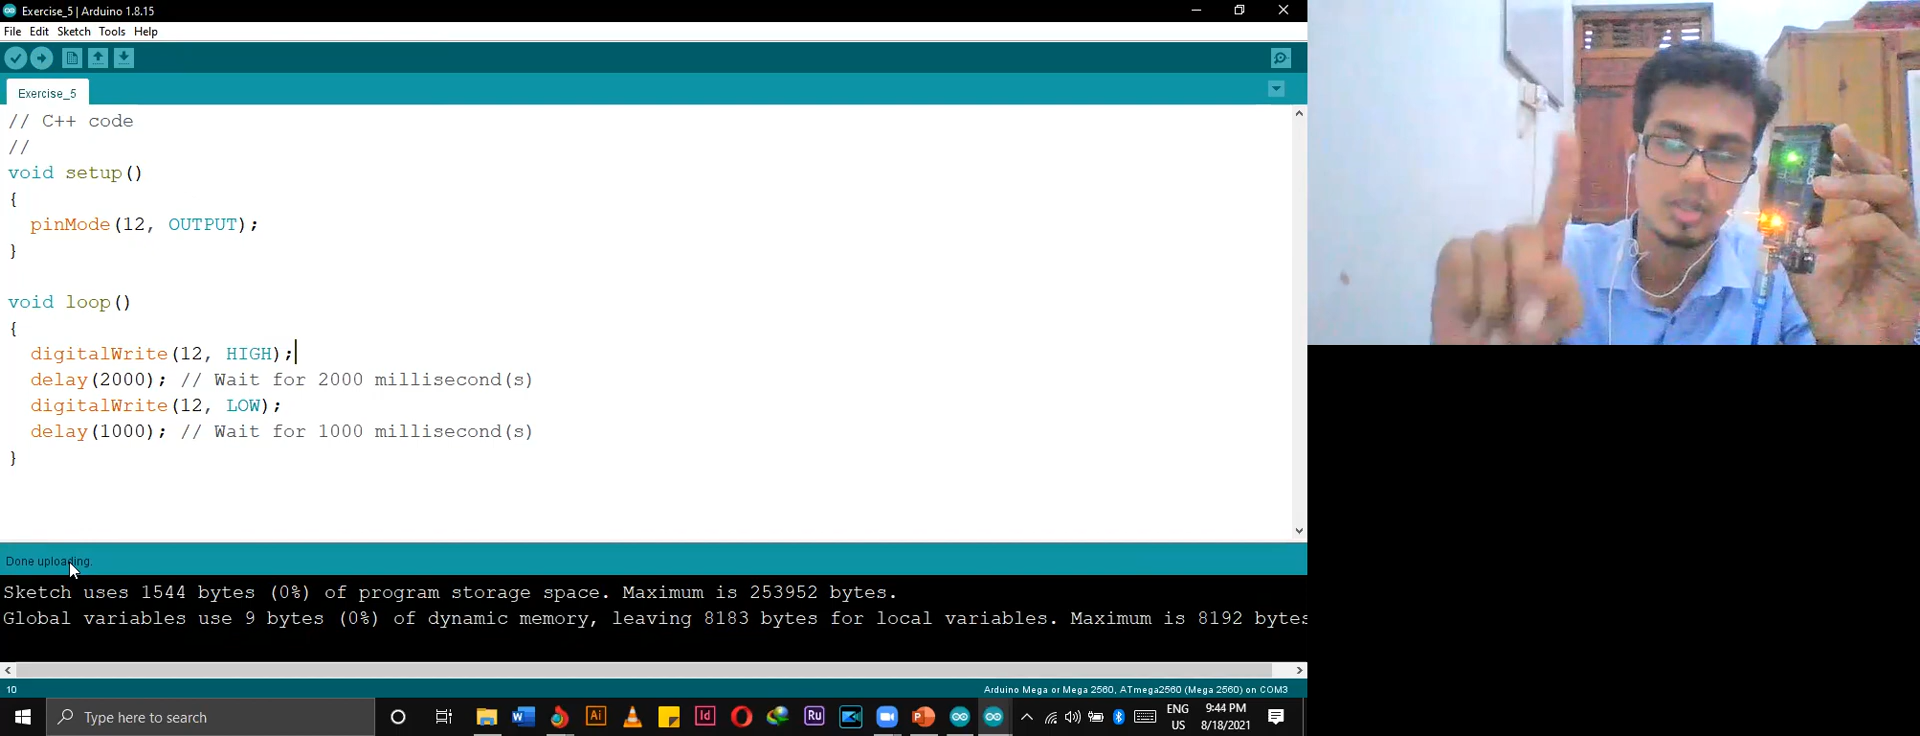 Exercise_5 | Arduino 1.8.15
File Edit Sketch Tools Help
Exercise_5
// C++ code
//
void setup()
{
pinMode(12, OUTPUT);
}
void loop()
{
digitalWrite(12, HIGH);
delay(2000); // Wait for 2000 millisecond(s)
digitalWrite(12, LOW);
delay(1000); // Wait for 1000 millisecond(s)
}
Done uploading.
Sketch uses 1544 bytes (0%) of program storage space. Maximum is 253952 bytes.
Global variables use 9 bytes (0%) of dynamic memory, leaving 8183 bytes for local variables. Maximum is 8192 bytes
10
Arduino Mega or Mega 2560, ATmega2560 (Mega 2560) on COM3
Type here to search
W
Ai
Id
Ru
P
ENG
US
9:44 PM
8/18/2021